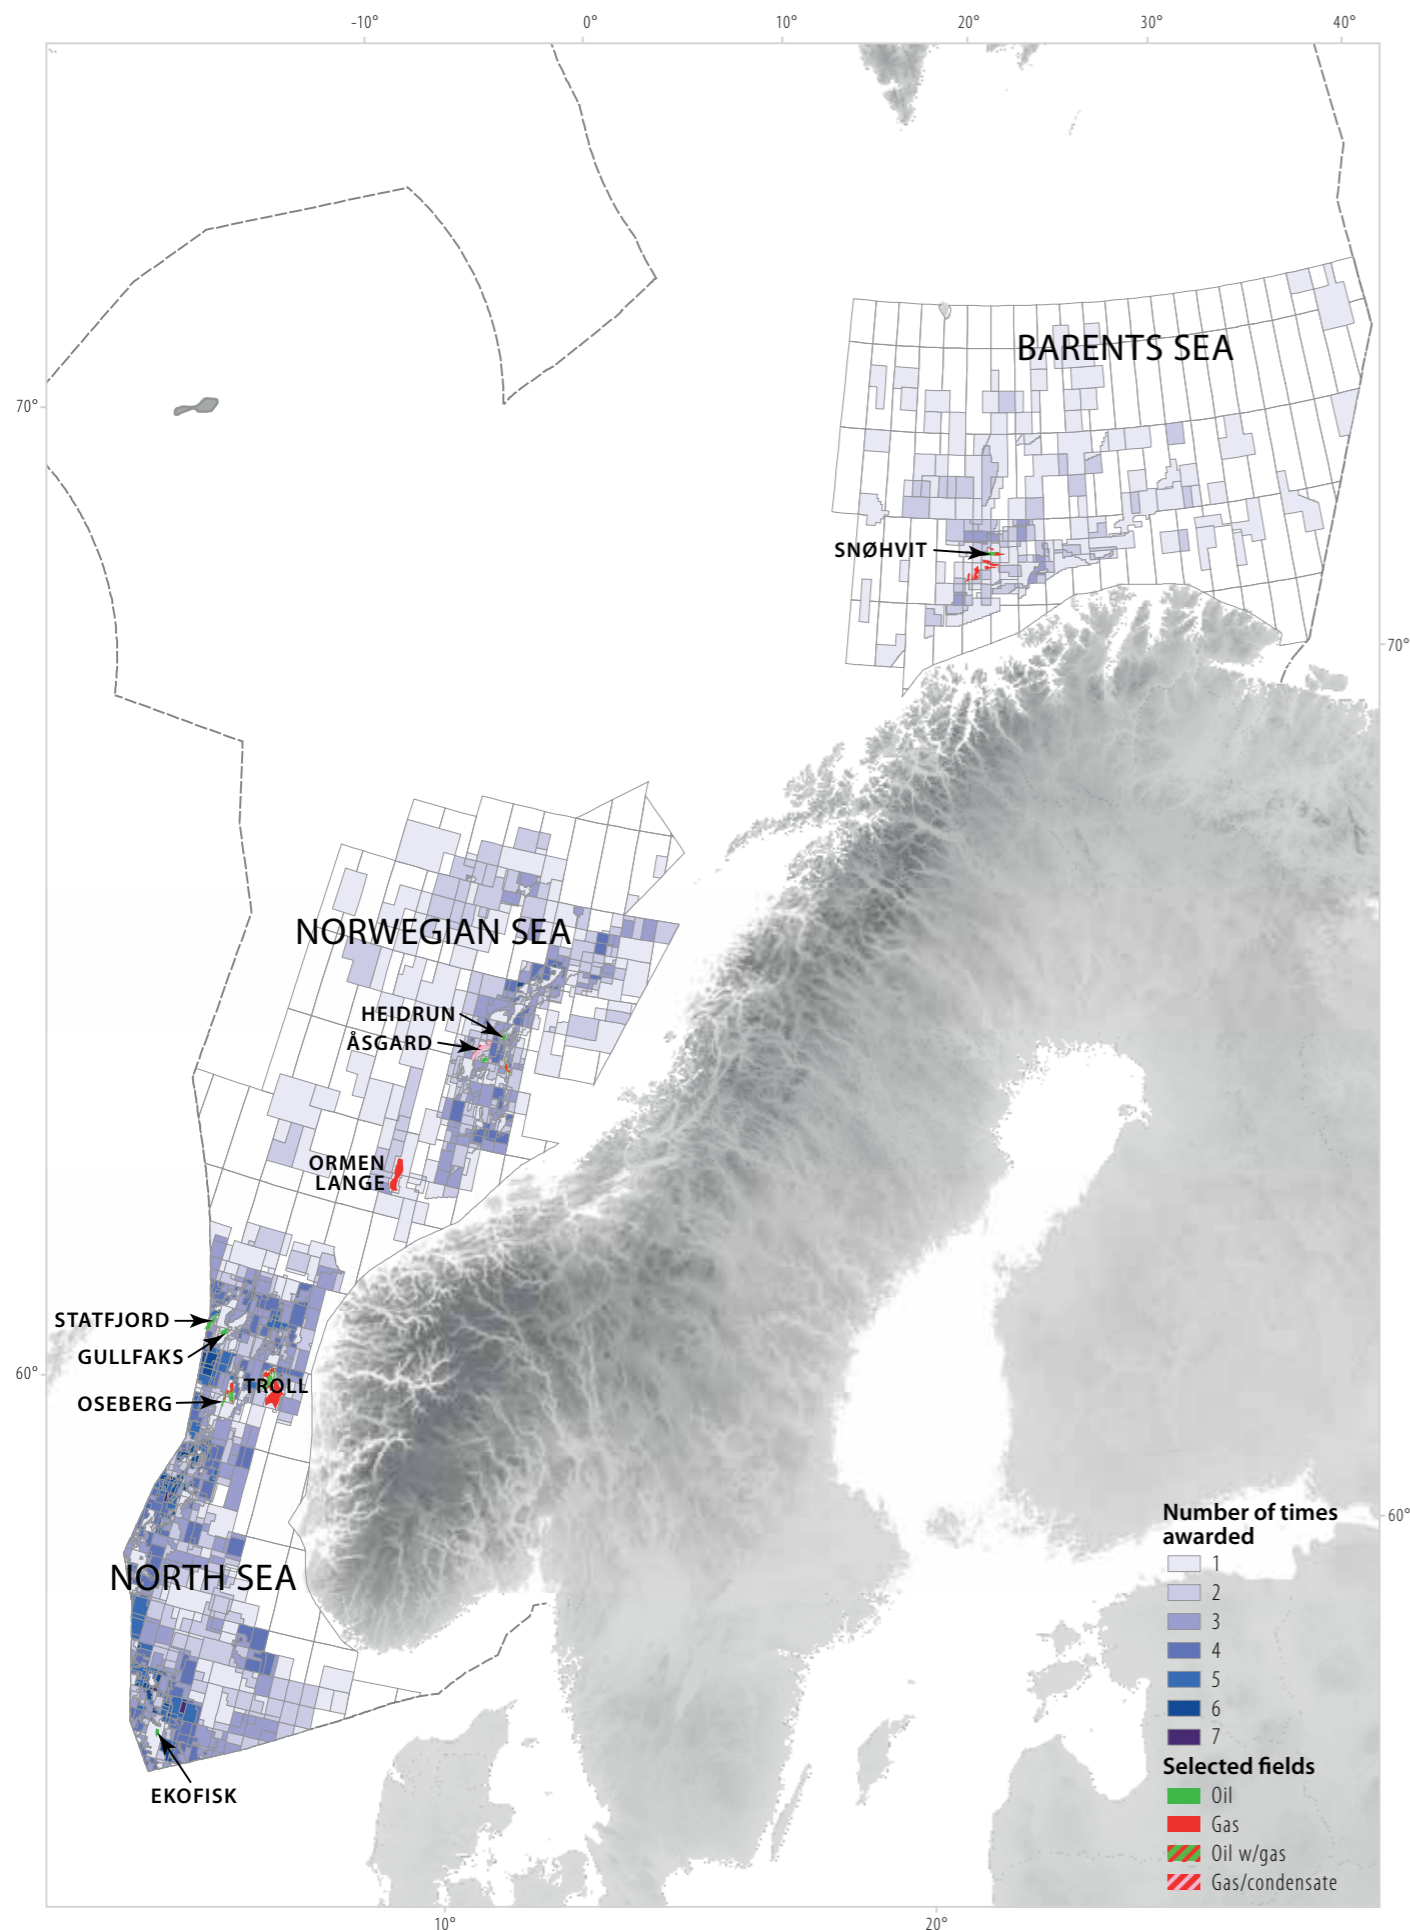 -10° 0° 10° 20° 30° 40°
BARENTS SEA
70°
SNØHVIT
70°
NORWEGIAN SEA
HEIDRUN
ÅSGARD
ORMEN
LANGE
STATFJORD
GULLFAKS
60°
TROLL
OSEBERG
NORTH SEA
EKOFISK
60°
Number of times
awarded
1
2
3
4
5
6
7
Selected fields
Oil
Gas
Oil w/gas
Gas/condensate
10° 20°